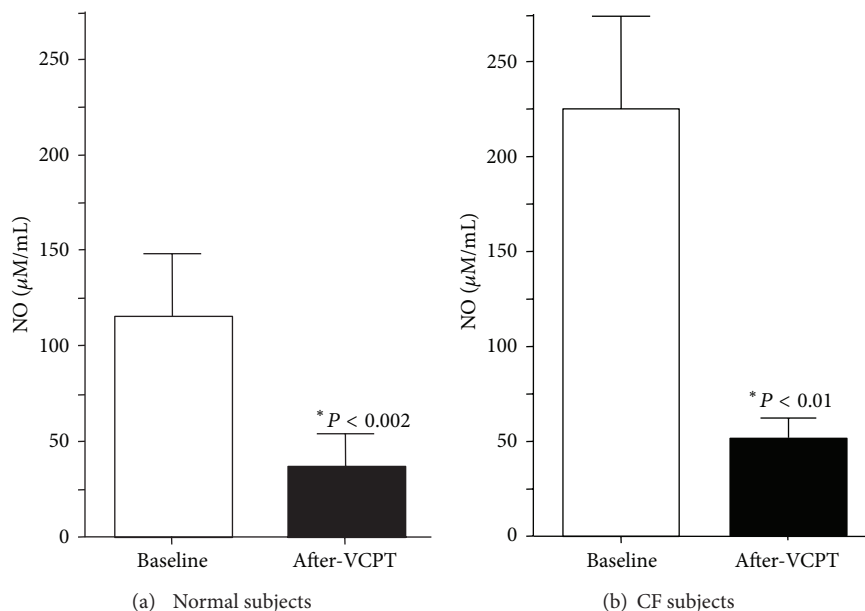 250
200
150
100
50
0
NO (μM/mL)
* P < 0.002
Baseline
After-VCPT
(a) Normal subjects
250
200
150
100
50
0
NO (μM/mL)
* P < 0.01
Baseline
After-VCPT
(b) CF subjects